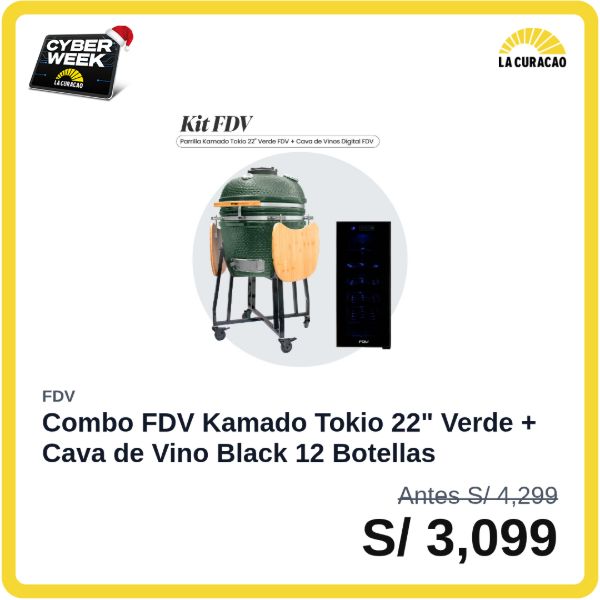 CYBER
WEEK
LA CURACAO
LA CURACAO
Kit FDV
Parrilla Kamado Tokio 22" Verde FDV + Cava de Vinos Digital FDV
FDV
FDV
Combo FDV Kamado Tokio 22" Verde +
Cava de Vino Black 12 Botellas
Antes S/ 4,299
S/ 3,099